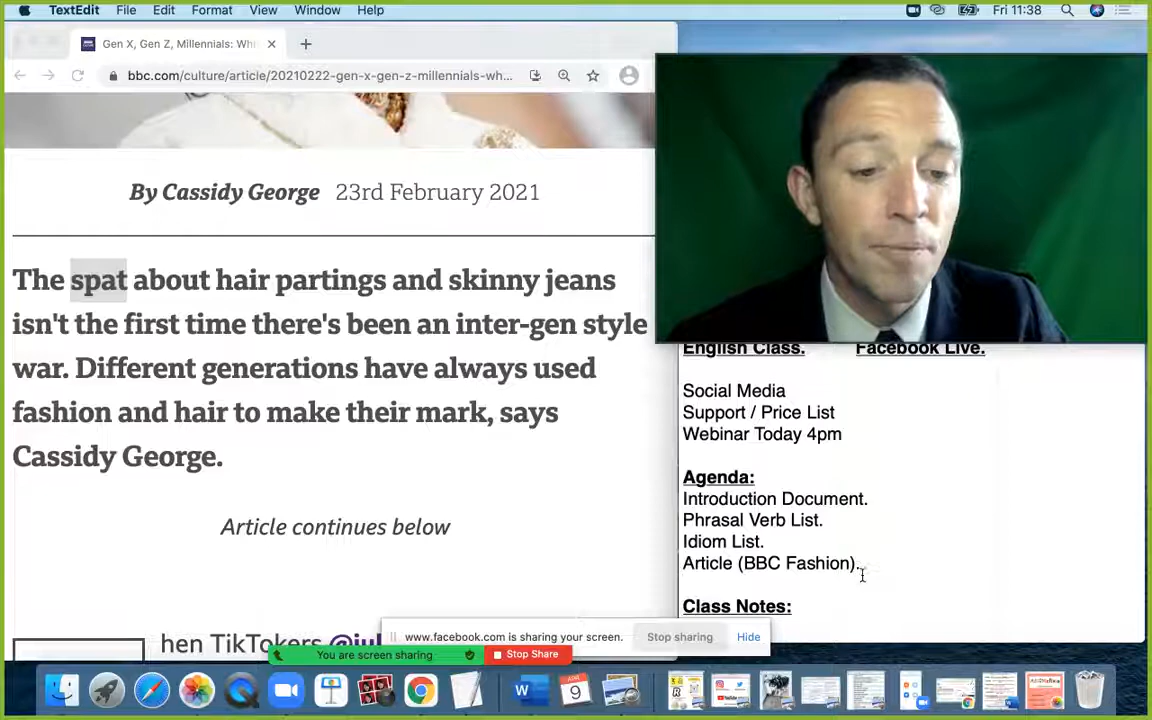 TextEdit File Edit Format View Window Help Fri 11:38
Gen X, Gen Z, Millennials: Wh
bbc.com/culture/article/20210222-gen-x-gen-z-millennials-wh...
By Cassidy George 23rd February 2021
The spat about hair partings and skinny jeans
isn't the first time there's been an inter-gen style
war. Different generations have always used
fashion and hair to make their mark, says
Cassidy George.
Article continues below
hen TikTokers
English Class. Facebook Live.
Social Media
Support / Price List
Webinar Today 4pm
Agenda:
Introduction Document.
Phrasal Verb List.
Idiom List.
Article (BBC Fashion).
Class Notes:
www.facebook.com is sharing your screen. Stop sharing Hide
You are screen sharing Stop Share
APR
9